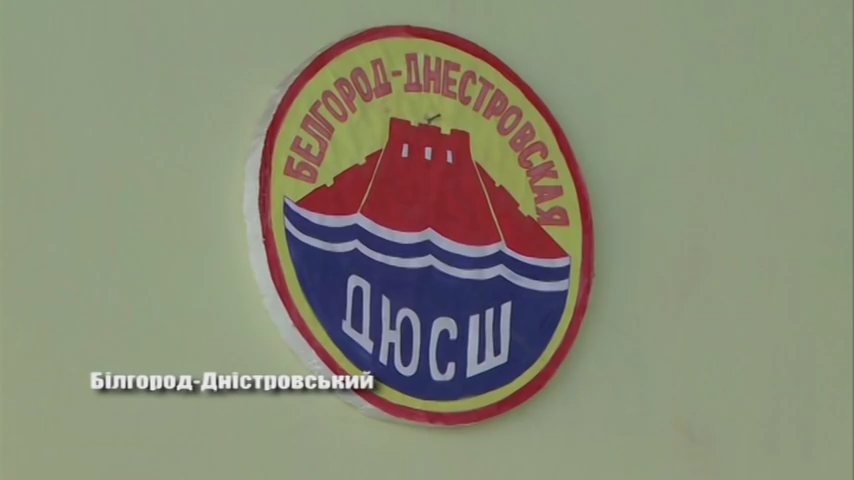 БЕЛГОРОД-ДНЕСТРОВСКАЯ
ДЮСШ
Білгород-Дністровський